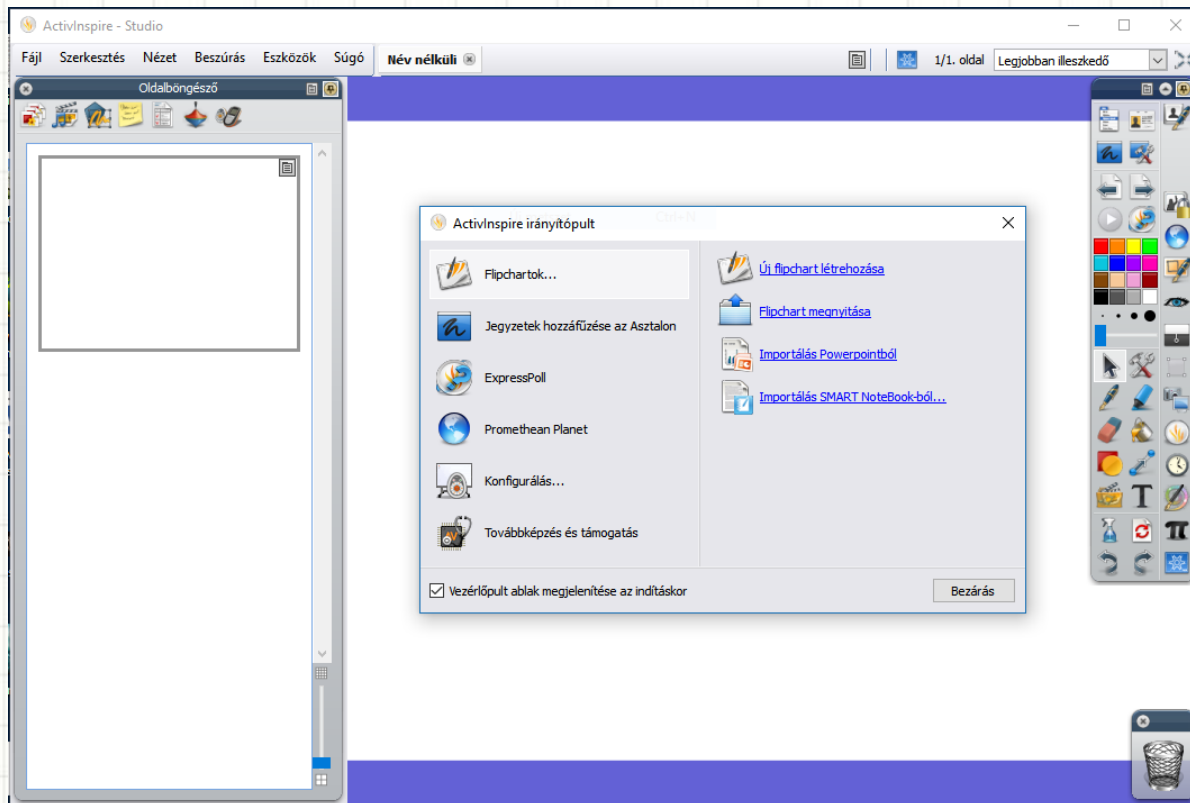 ActivInspire - Studio
Fájl Szerkesztés Nézet Beszúrás Eszközök Súgó Név nélküli 1/1. oldal Legjobban illeszkedő
Oldalböngésző
Ctrl+N
ActivInspire irányítópult
Flipchartok...
Jegyzetek hozzáfűzése az Asztalon
ExpressPoll
Promethean Planet
Konfigurálás...
Továbbképzés és támogatás
Új flipchart létrehozása
Flipchart megnyitása
Importálás Powerpointból
Importálás SMART NoteBook-ból...
Vezérlőpult ablak megjelenítése az indításkor
Bezárás